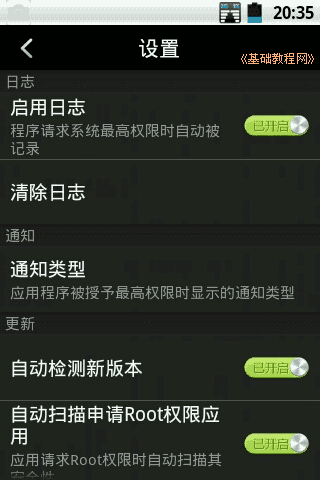 20:35
设置
《基础教程网》
日志
启用日志
程序请求系统最高权限时自动被
记录
已开启
清除日志
通知
通知类型
应用程序被授予最高权限时显示的通知类型
更新
自动检测新版本
已开启
自动扫描申请Root权限应
用
已开启
应用请求Root权限时自动扫描其
安全性